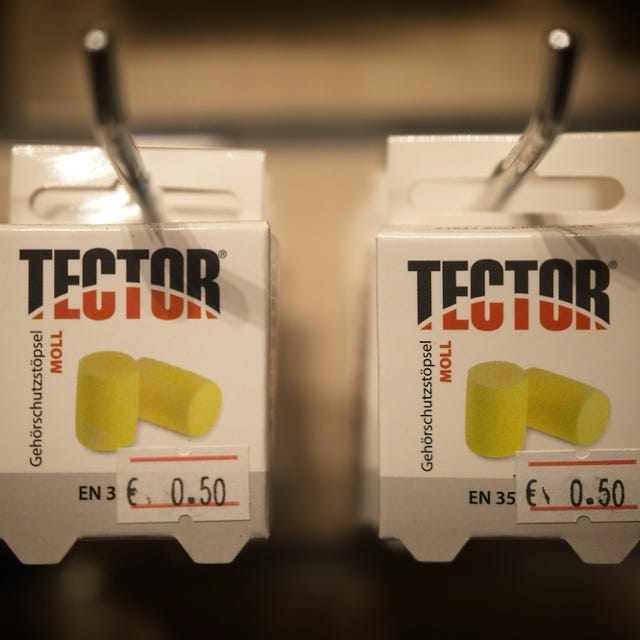 TECTOR®
Gehörschutzstöpsel
MOLL
EN 3
€ 0.50
TECTOR®
Gehörschutzstöpsel
MOLL
EN 35
€ 0.50